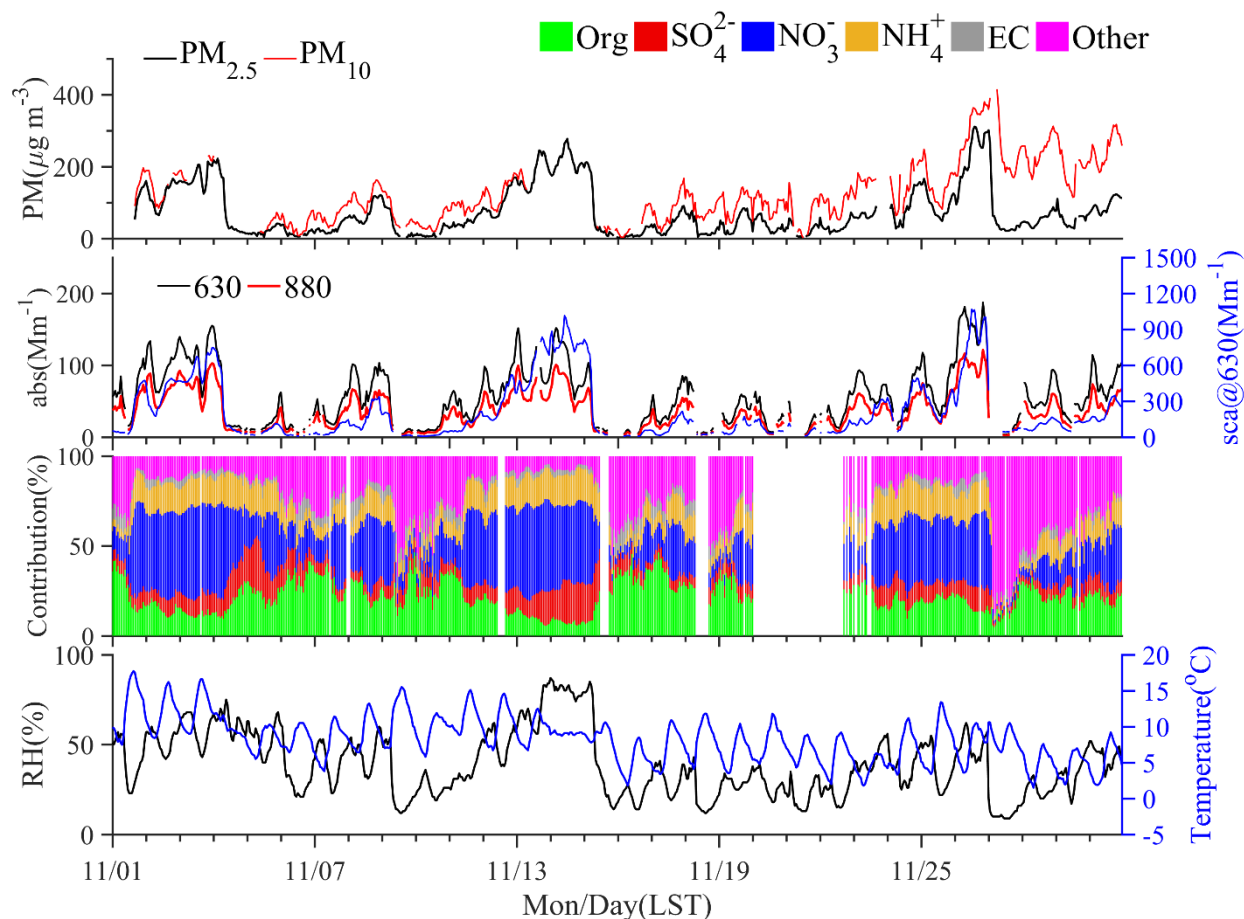 Org SO₄²⁻ NO₃⁻ NH₄⁺ EC Other
PM₂.₅ PM₁₀
PM(μg m⁻³)
400
200
0
630 880
abs(Mm⁻¹)
200
100
0
1500
1200
900
600
300
0
sca@630(Mm⁻¹)
Contribution(%)
100
50
0
RH(%)
100
50
0
20
15
10
5
0
-5
Temperature(°C)
11/01 11/07 11/13 11/19 11/25
Mon/Day(LST)